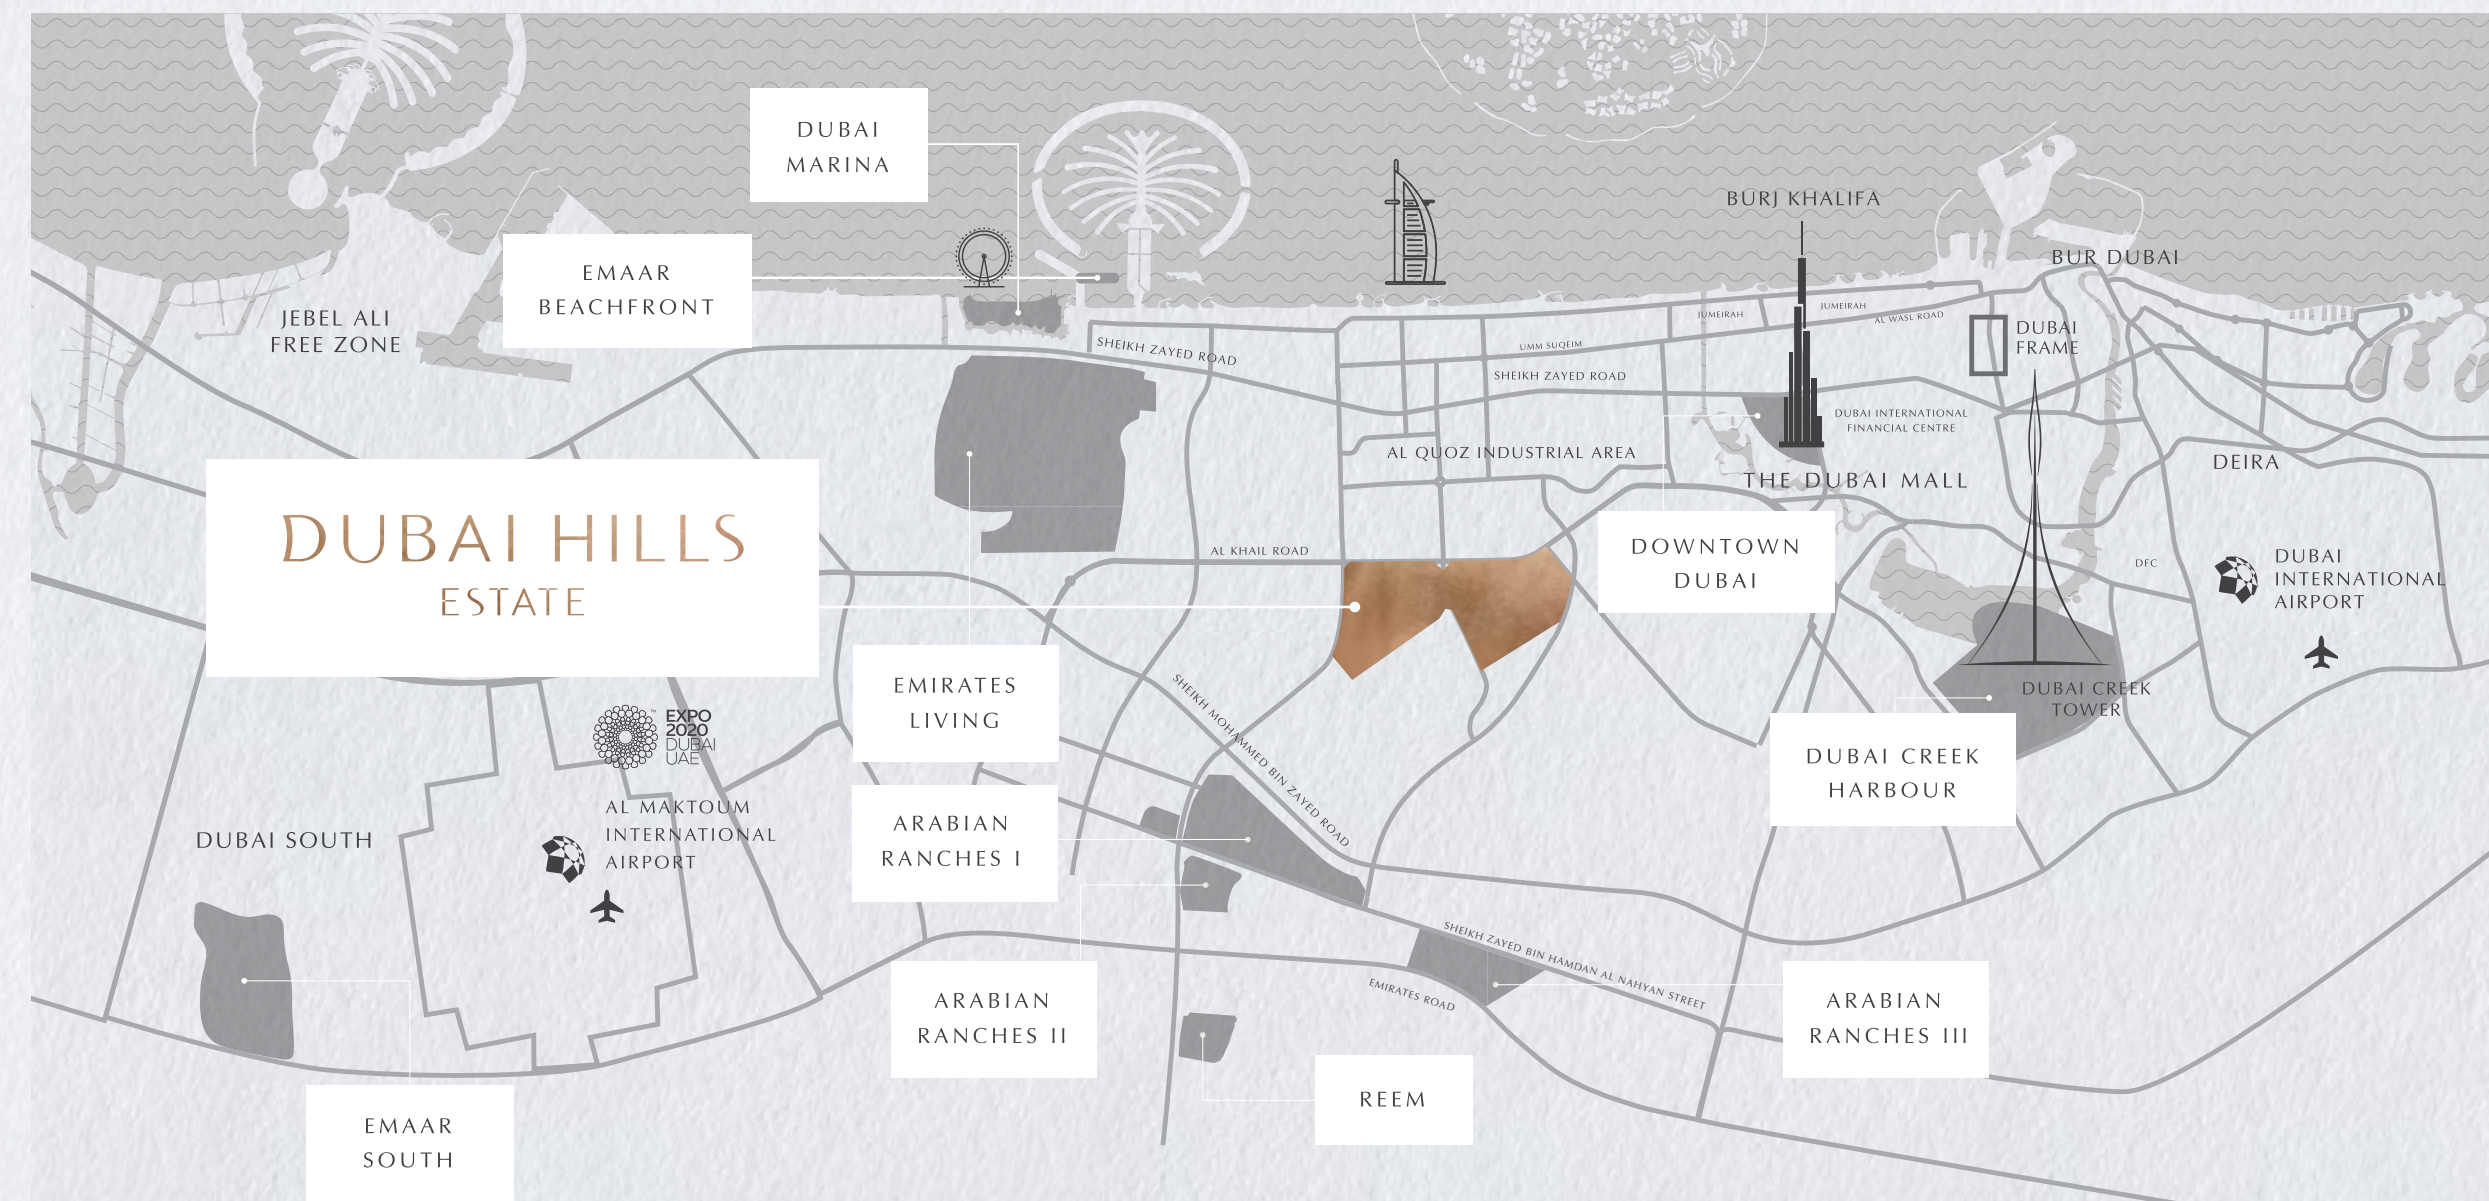 DUBAI
MARINA
BURJ KHALIFA
EMAAR
BEACHFRONT
BUR DUBAI
JEBEL ALI
FREE ZONE
JUMEIRAH
JUMEIRAH
AL WASL ROAD
DUBAI
FRAME
SHEIKH ZAYED ROAD
UMM SUQEIM
SHEIKH ZAYED ROAD
DUBAI INTERNATIONAL
FINANCIAL CENTRE
AL QUOZ INDUSTRIAL AREA
DEIRA
THE DUBAI MALL
DUBAI HILLS
ESTATE
AL KHAIL ROAD
DOWNTOWN
DUBAI
DFC
DUBAI
INTERNATIONAL
AIRPORT
EMIRATES
LIVING
SHEIKH MOHAMMED BIN ZAYED ROAD
DUBAI CREEK
TOWER
EXPO
2020
DUBAI
UAE
™
DUBAI CREEK
HARBOUR
AL MAKTOUM
INTERNATIONAL
AIRPORT
DUBAI SOUTH
ARABIAN
RANCHES I
SHEIKH ZAYED BIN HAMDAN AL NAHYAN STREET
EMIRATES ROAD
ARABIAN
RANCHES II
ARABIAN
RANCHES III
REEM
EMAAR
SOUTH